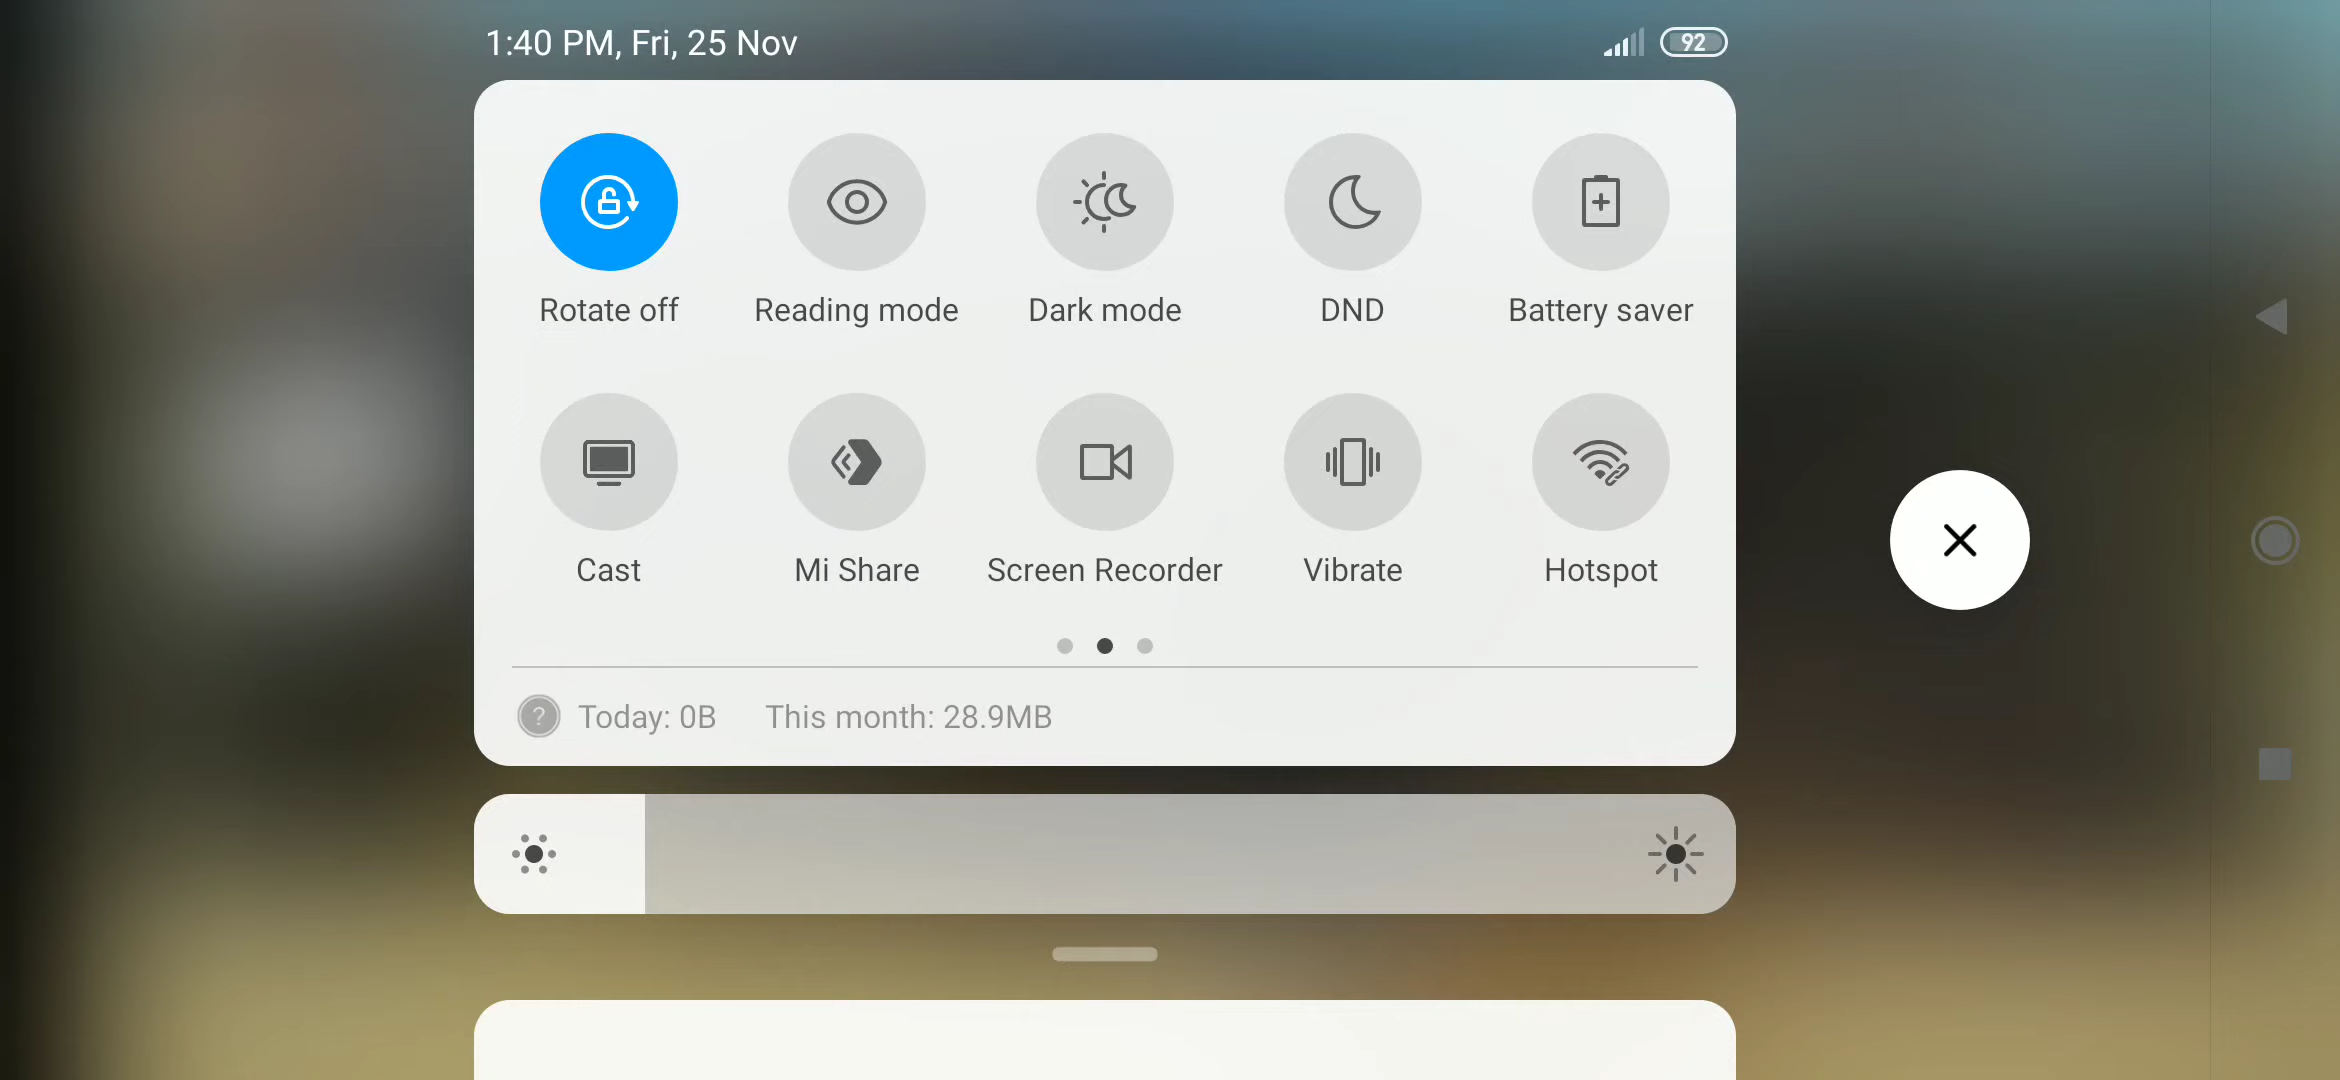 1:40 PM, Fri, 25 Nov
92
Rotate off
Reading mode
Dark mode
DND
Battery saver
Cast
Mi Share
Screen Recorder
Vibrate
Hotspot
? Today: 0B This month: 28.9MB